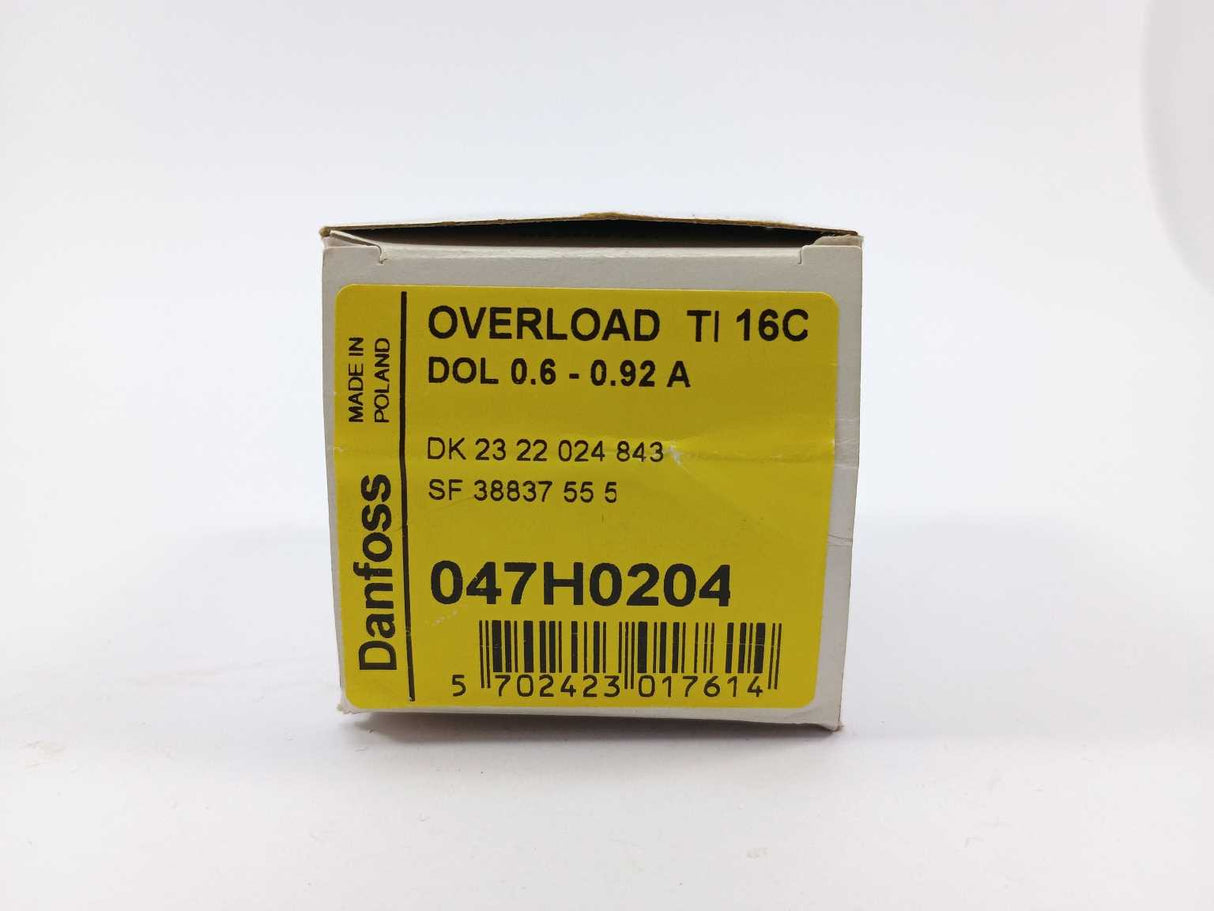 OVERLOAD TI 16C
DOL 0.6 - 0.92 A
DK 23 22 024 843
SF 38837 55 5
047H0204
5 702423 017614
MADE IN
POLAND
Danfoss